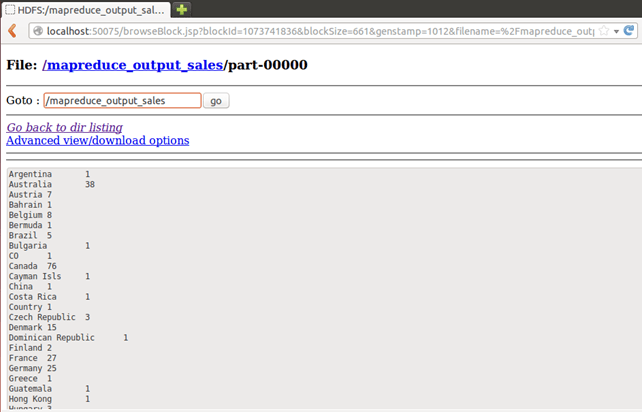 HDFS:/mapreduce_output_sal...
localhost:50075/browseBlock.jsp?blockId=1073741836&blockSize=661&genstamp=1012&filename=%2Fmapreduce_out
File: /mapreduce_output_sales/part-00000
Goto : /mapreduce_output_sales go
Go back to dir listing
Advanced view/download options
Argentina 1
Australia 38
Austria 7
Bahrain 1
Belgium 8
Bermuda 1
Brazil 5
Bulgaria 1
CO 1
Canada 76
Cayman Isls 1
China 1
Costa Rica 1
Country 1
Czech Republic 3
Denmark 15
Dominican Republic 1
Finland 2
France 27
Germany 25
Greece 1
Guatemala 1
Hong Kong 1
Hungary 3